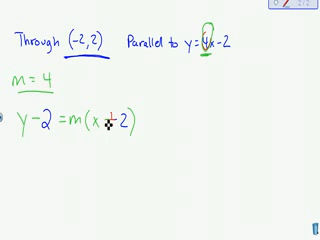 Through (-2,2) Parallel to y=4x-2
m = 4
y-2=m(x+2)